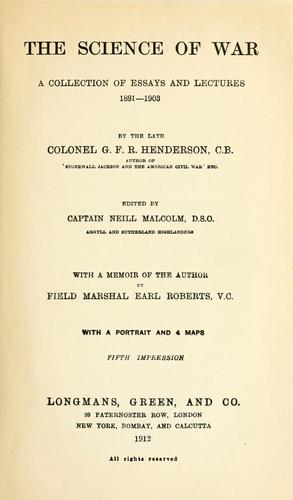 THE SCIENCE OF WAR
A COLLECTION OF ESSAYS AND LECTURES
1891—1903
BY THE LATE
COLONEL G. F. R. HENDERSON, C.B.
AUTHOR OF
'STONEWALL JACKSON AND THE AMERICAN CIVIL WAR' ETC.
EDITED BY
CAPTAIN NEILL MALCOLM, D.S.O.
ARGYLL AND SUTHERLAND HIGHLANDERS
WITH A MEMOIR OF THE AUTHOR
BY
FIELD MARSHAL EARL ROBERTS, V.C.
WITH A PORTRAIT AND 4 MAPS
FIFTH IMPRESSION
LONGMANS, GREEN, AND CO.
39 PATERNOSTER ROW, LONDON
NEW YORK, BOMBAY, AND CALCUTTA
1912
All rights reserved